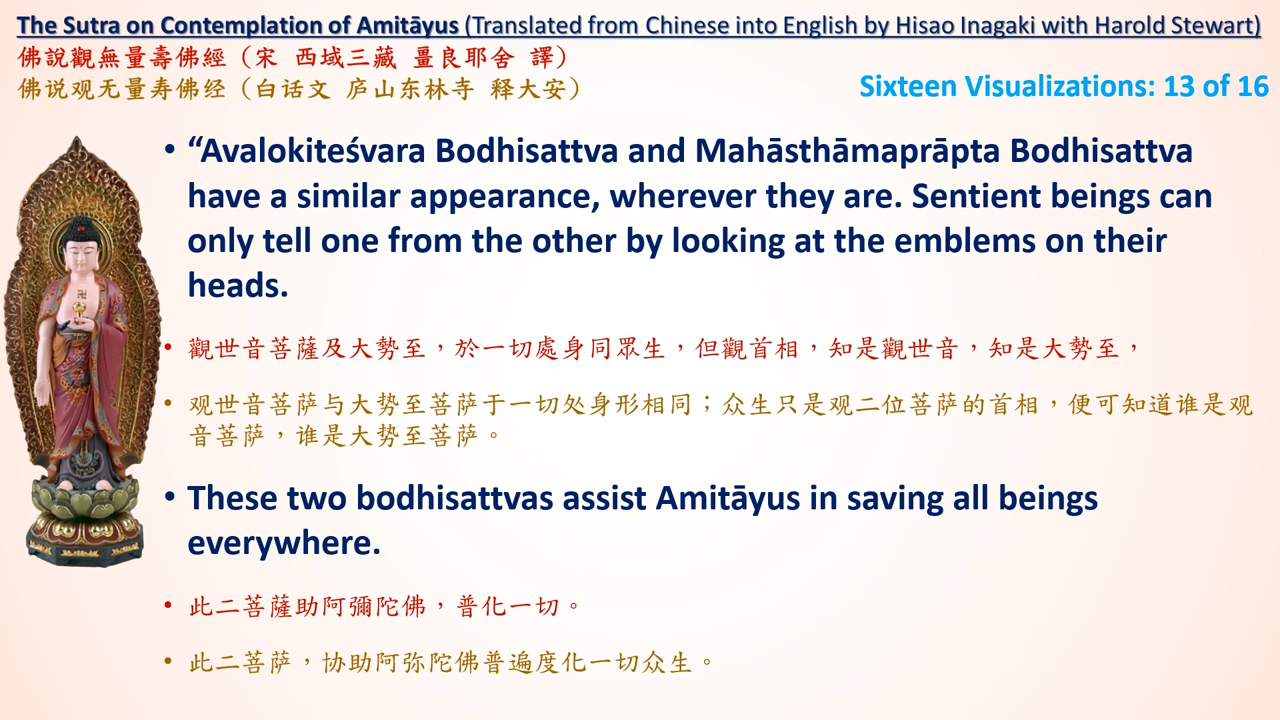 The Sutra on Contemplation of Amitāyus (Translated from Chinese into English by Hisao Inagaki with Harold Stewart)
佛說觀無量壽佛經（宋 西域三藏 畺良耶舍 譯）
佛说观无量寿佛经（白话文 庐山东林寺 释大安）
Sixteen Visualizations: 13 of 16
• “Avalokiteśvara Bodhisattva and Mahāsthāmaprāpta Bodhisattva
have a similar appearance, wherever they are. Sentient beings can
only tell one from the other by looking at the emblems on their
heads.
• 觀世音菩薩及大勢至，於一切處身同眾生，但觀首相，知是觀世音，知是大勢至，
• 观世音菩萨与大势至菩萨于一切处身形相同；众生只是观二位菩萨的首相，便可知道谁是观
音菩萨，谁是大势至菩萨。
• These two bodhisattvas assist Amitāyus in saving all beings
everywhere.
• 此二菩薩助阿彌陀佛，普化一切。
• 此二菩萨，协助阿弥陀佛普遍度化一切众生。